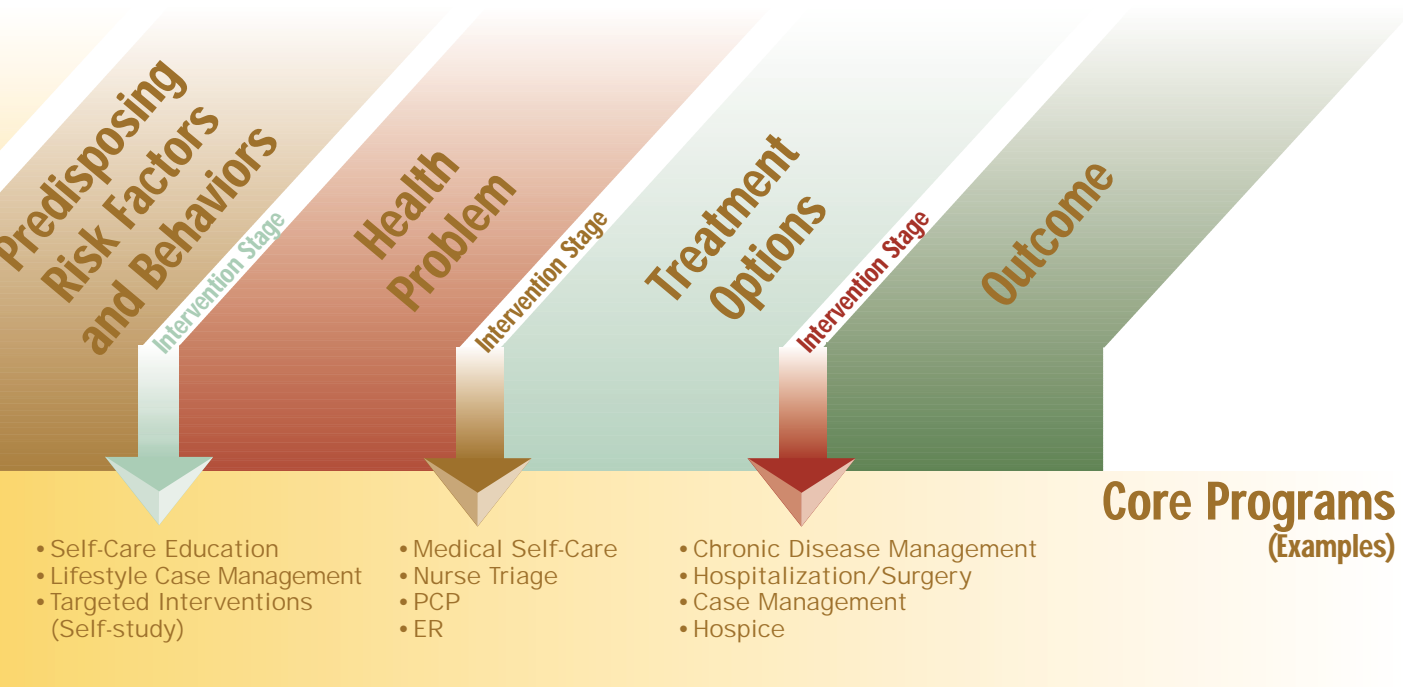 Predisposing
Risk Factors
and Behaviors
Intervention Stage
Health
Problem
Intervention Stage
Treatment
Options
Intervention Stage
Outcome
Core Programs
(Examples)
• Self-Care Education
• Lifestyle Case Management
• Targeted Interventions
(Self-study)
• Medical Self-Care
• Nurse Triage
• PCP
• ER
• Chronic Disease Management
• Hospitalization/Surgery
• Case Management
• Hospice